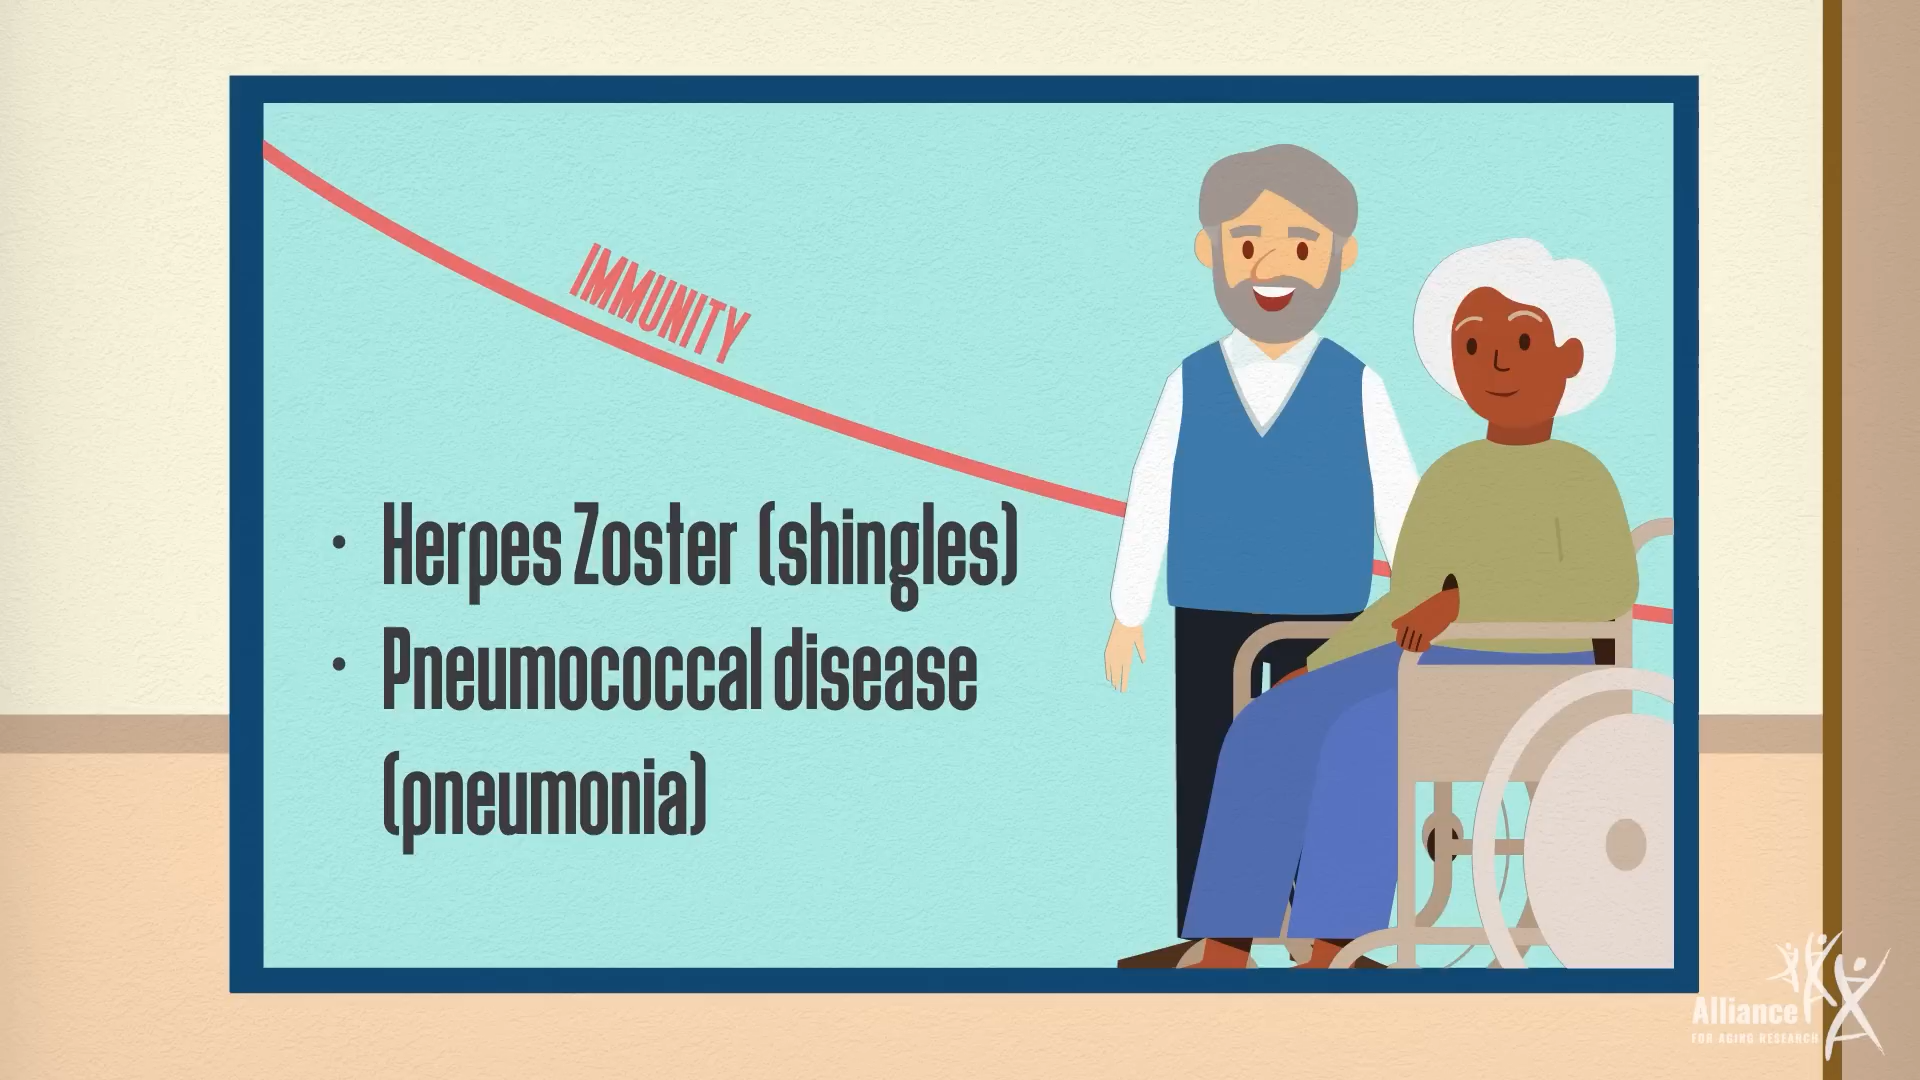 IMMUNITY
• Herpes Zoster (shingles)
• Pneumococcal disease
(pneumonia)
Alliance
FOR AGING RESEARCH